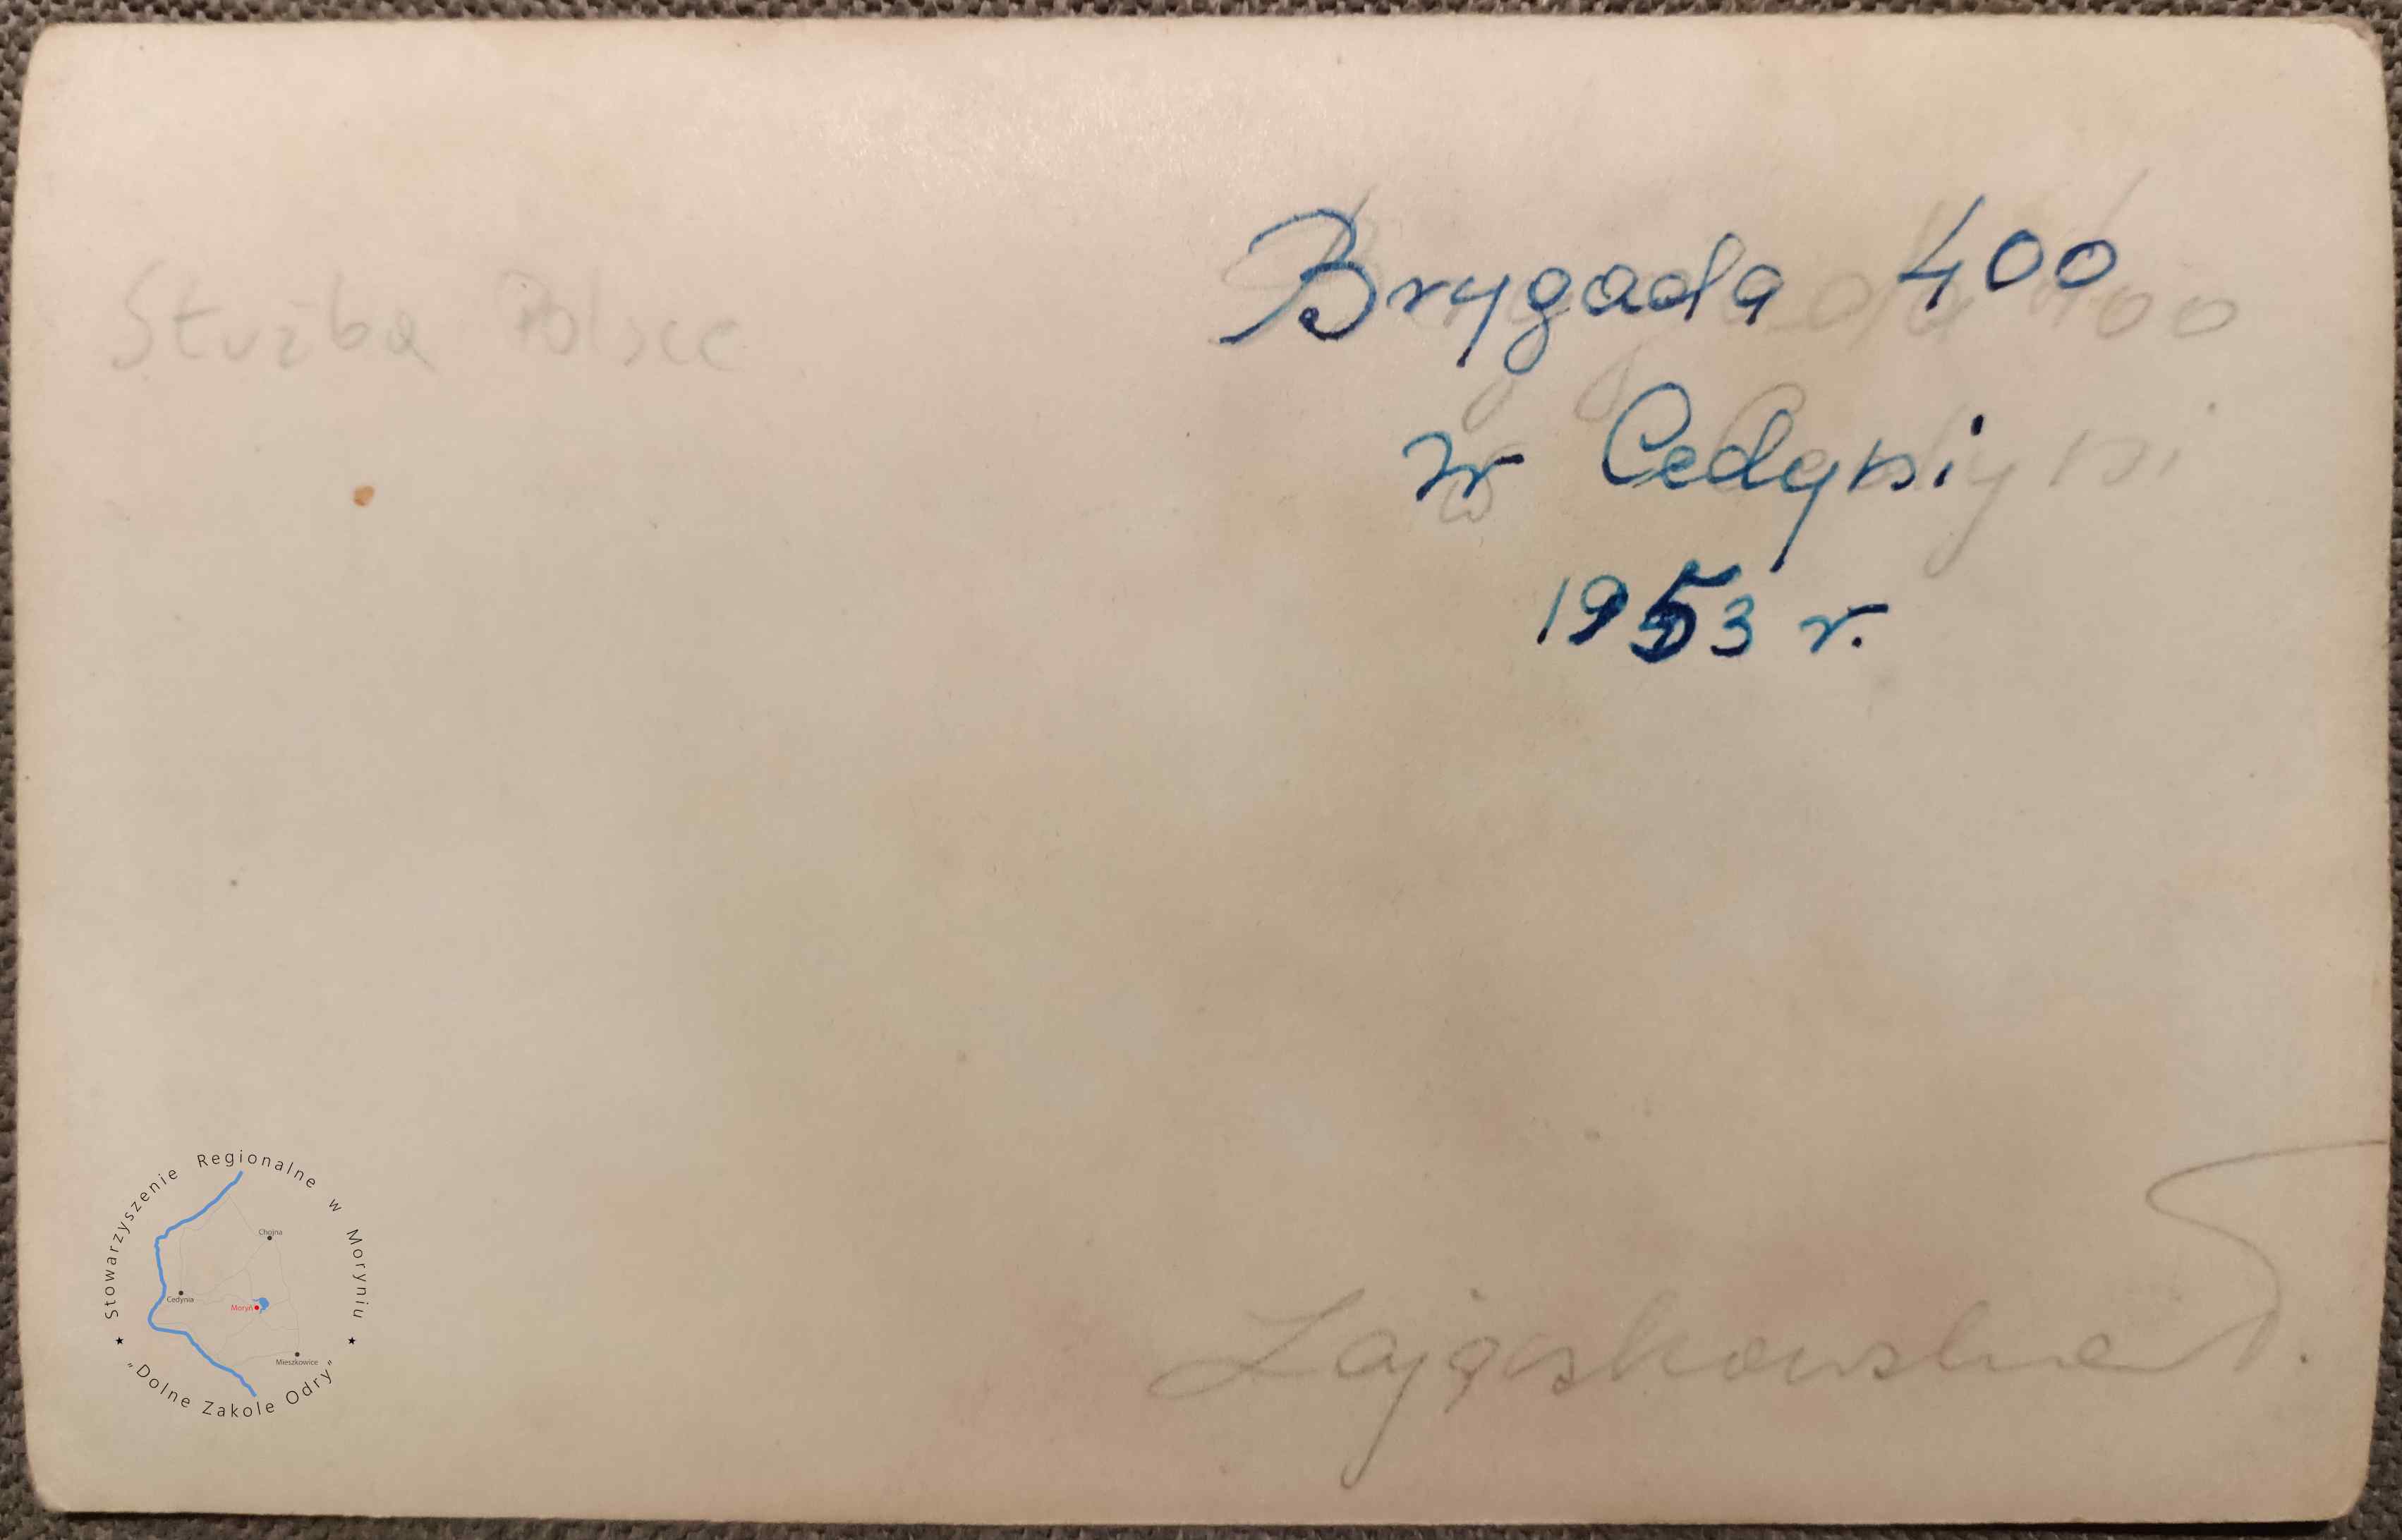 Służba Polsce
Brygada 400
w Cedyni
1953 r.
Stowarzyszenie Regionalne w Moryniu
"Dolne Zakole Odry"
Chojna
Cedynia
Moryń
Mieszkowice